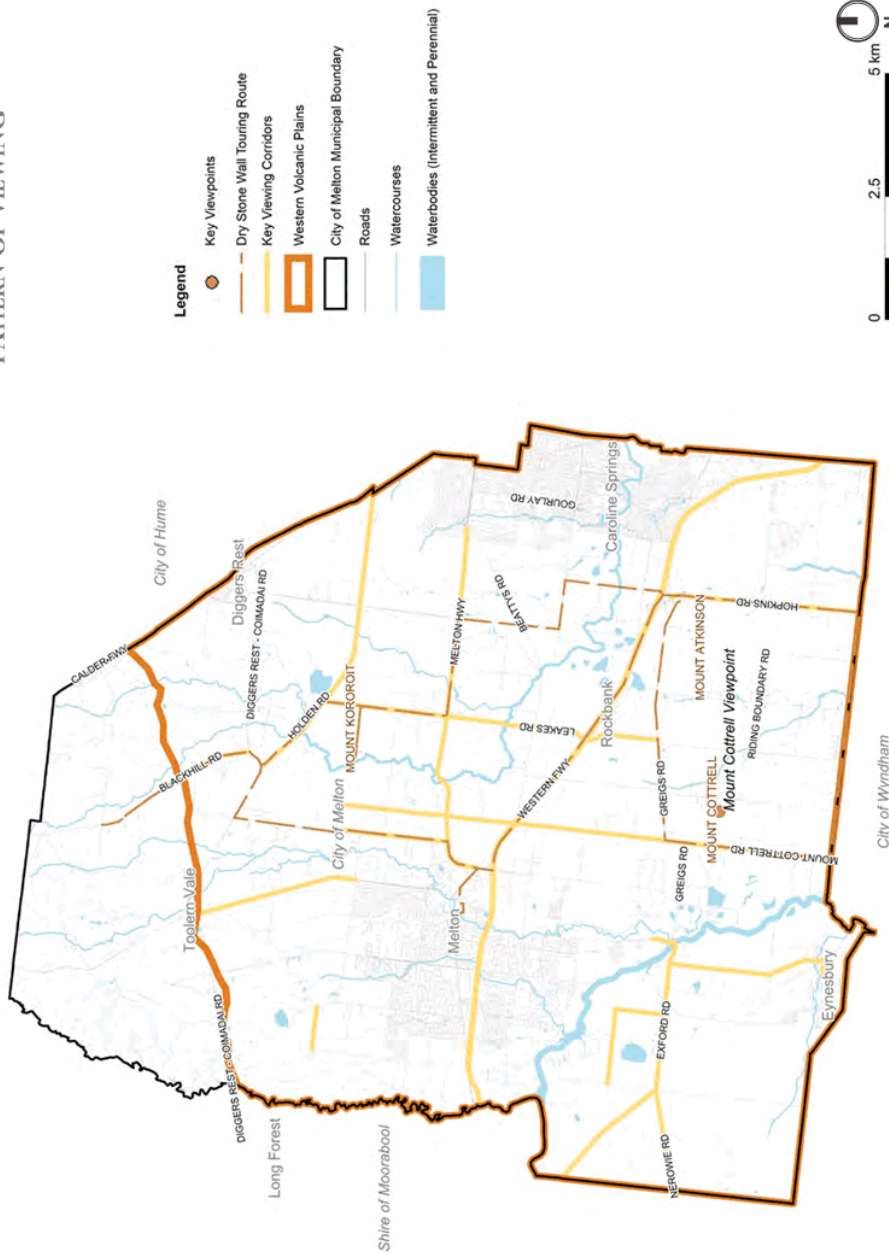 PATTERN OF VIEWING
Legend
Key Viewpoints
Dry Stone Wall Touring Route
Key Viewing Corridors
Western Volcanic Plains
City of Melton Municipal Boundary
Roads
Watercourses
Waterbodies (Intermittent and Perennial)
0 2.5 5 km
N
City of Hume
CALDER FWY
Diggers Rest
DIGGERS REST - COIMADAI RD
BLACKHILL RD
HOLDEN RD
MOUNT KOROROIT
Toolern Vale
City of Melton
DIGGERS REST - COIMADAI RD
Long Forest
Shire of Moorabool
MELTON HWY
BEATTYS RD
GOURLAY RD
Caroline Springs
LEAKES RD
Rockbank
WESTERN FWY
Melton
GREIGS RD
MOUNT ATKINSON
HOPKINS RD
MOUNT COTTRELL
Mount Cottrell Viewpoint
RIDING BOUNDARY RD
GREIGS RD
MOUNT COTTRELL RD
EXFORD RD
NEROWIE RD
Eynesbury
City of Wyndham